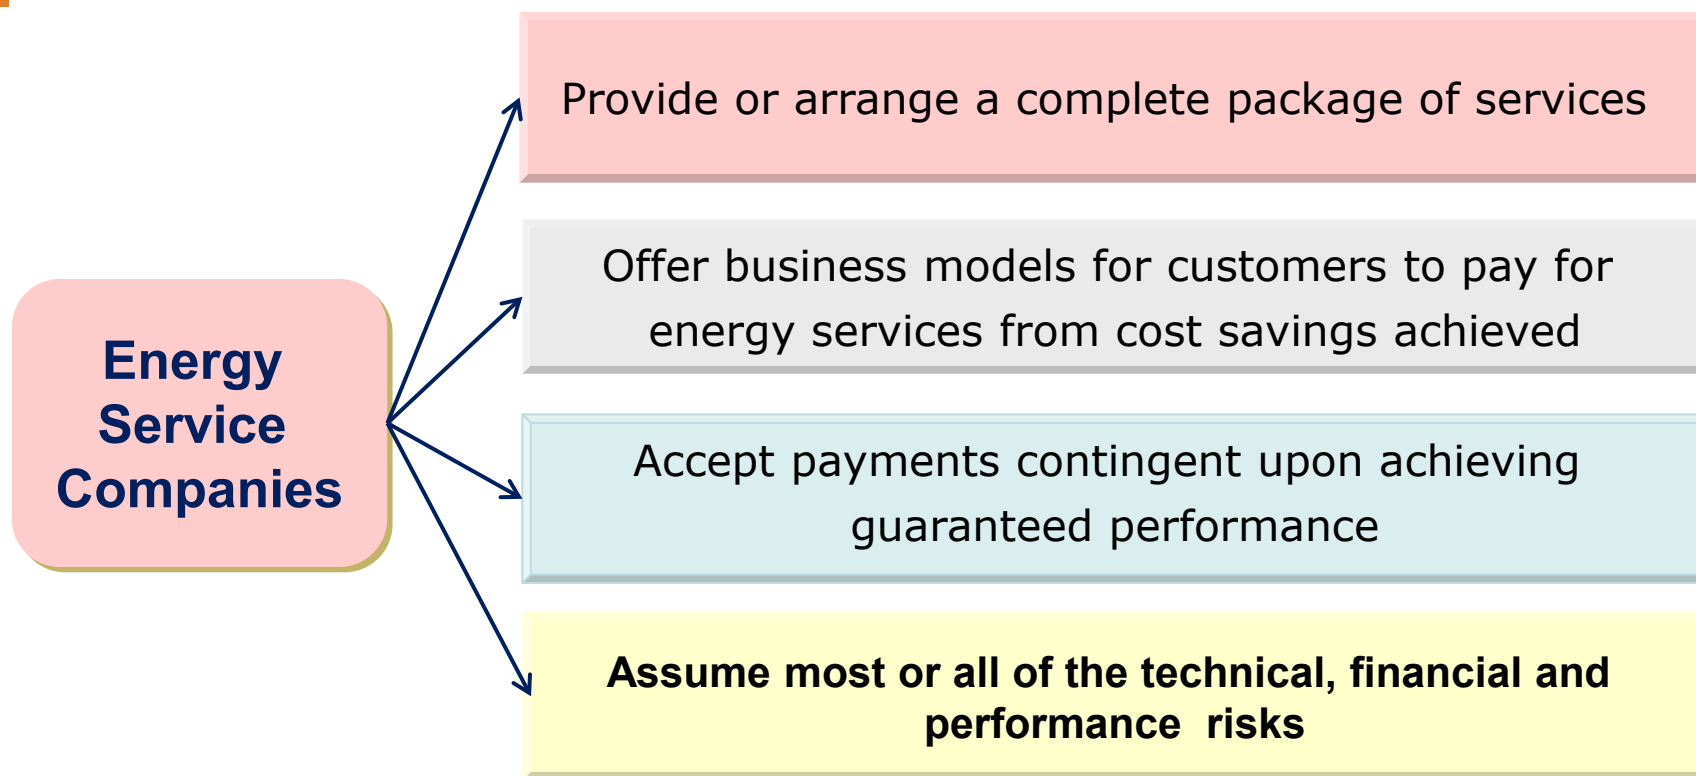 Provide or arrange a complete package of services
Offer business models for customers to pay for
energy services from cost savings achieved
Energy
Service
Companies
Accept payments contingent upon achieving
guaranteed performance
Assume most or all of the technical, financial and
performance  risks